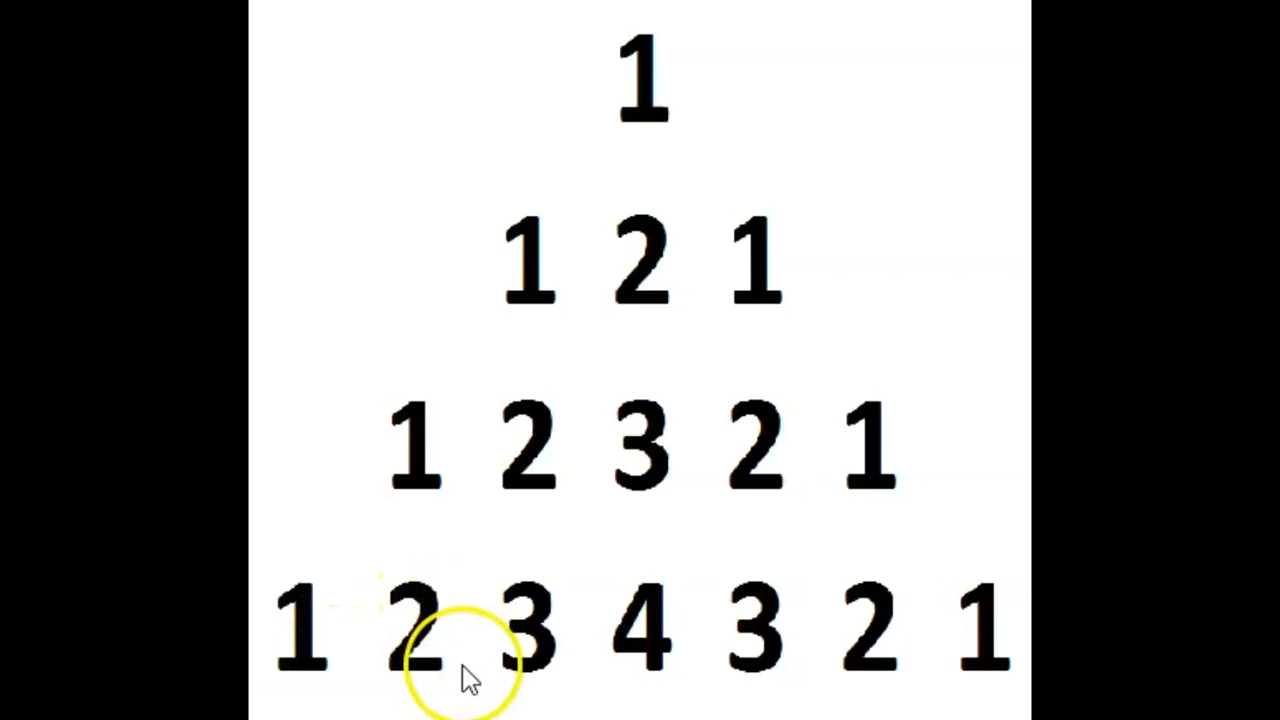 1
1 2 1
1 2 3 2 1
1 2 3 4 3 2 1